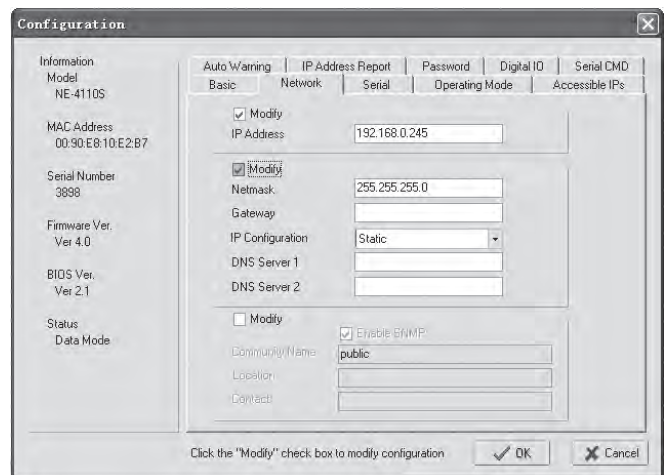 Configuration
Information
Model
NE-4110S
MAC Address
00:90:E8:10:E2:B7
Serial Number
3898
Firmware Ver.
Ver 4.0
BIOS Ver.
Ver 2.1
Status
Data Mode
Auto Warning IP Address Report Password Digital IO Serial CMD
Basic Network Serial Operating Mode Accessible IPs
Modify
IP Address 192.168.0.245
Modify
Netmask 255.255.255.0
Gateway
IP Configuration Static
DNS Server 1
DNS Server 2
Modify
Enable SNMP
Community Name public
Location
Contact
Click the "Modify" check box to modify configuration OK Cancel